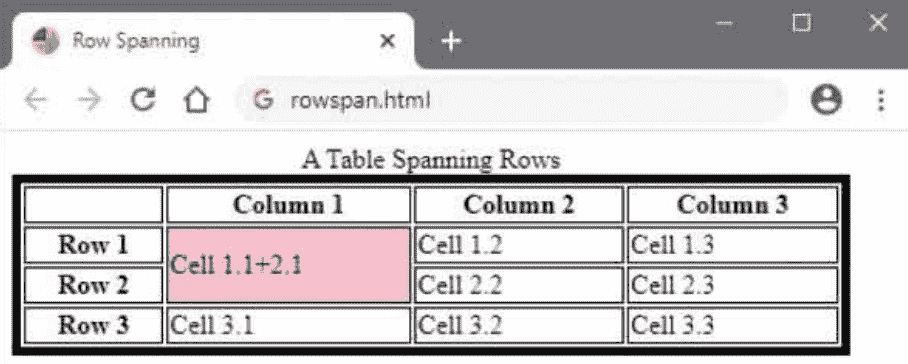 Row Spanning
rowspan.html
A Table Spanning Rows
Column 1 Column 2 Column 3
Row 1 Cell 1.1+2.1 Cell 1.2 Cell 1.3
Row 2 Cell 2.2 Cell 2.3
Row 3 Cell 3.1 Cell 3.2 Cell 3.3